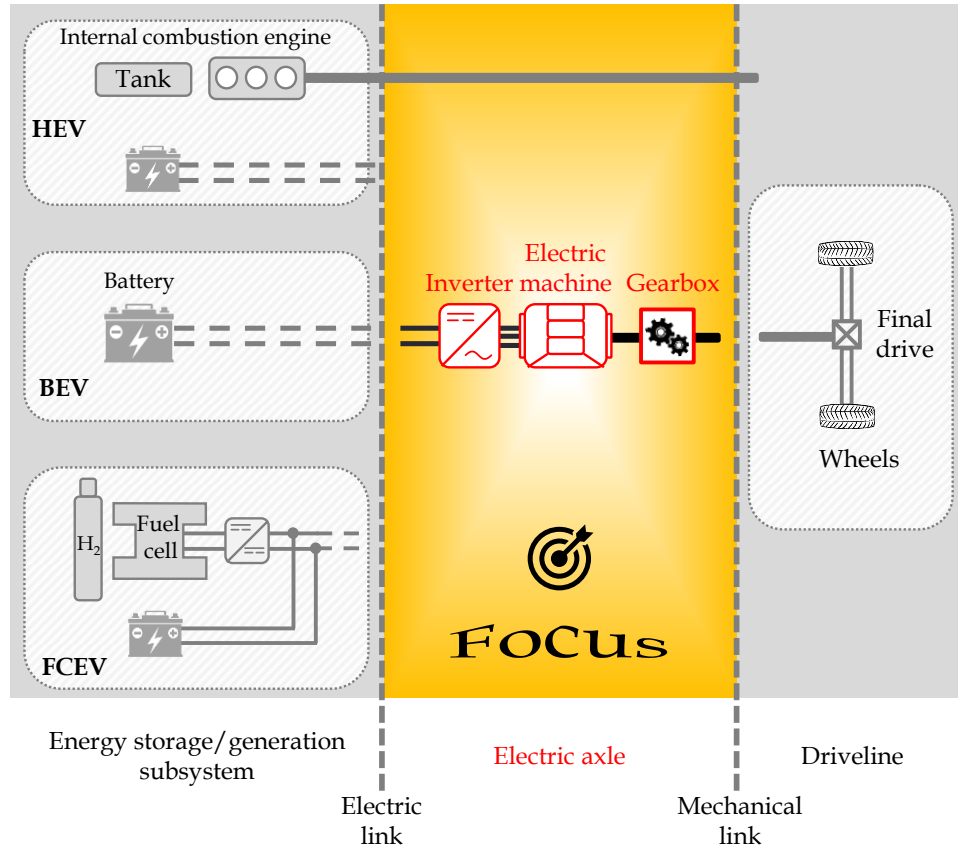 Internal combustion engine
Tank
HEV
Battery
BEV
H₂
Fuel
cell
FCEV
Electric
Inverter machine Gearbox
Final
drive
Wheels
FoCus
Energy storage/generation
subsystem
Electric axle
Driveline
Electric
link
Mechanical
link